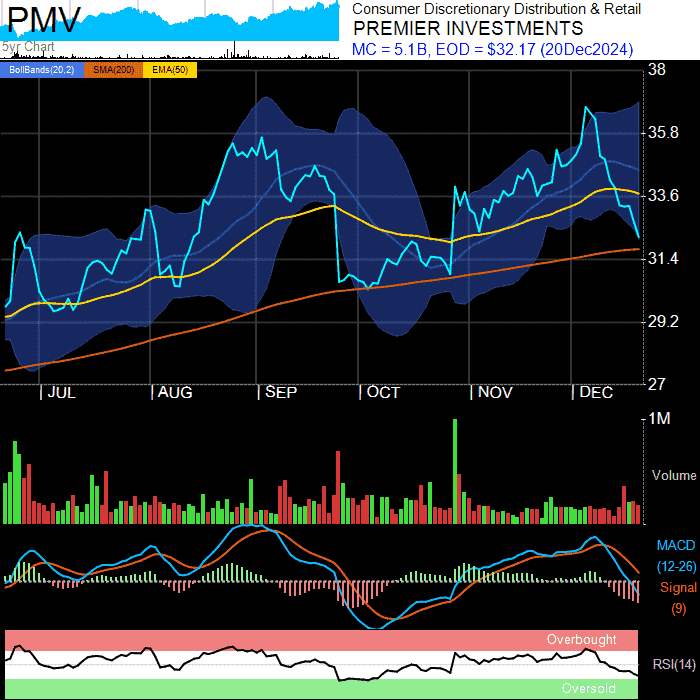 PMV
5yr Chart
Consumer Discretionary Distribution & Retail
PREMIER INVESTMENTS
MC = 5.1B, EOD = $32.17 (20Dec2024)
BollBands(20,2) SMA(200) EMA(50)
38
35.8
33.6
31.4
29.2
27
JUL AUG SEP OCT NOV DEC
1M
Volume
MACD
(12-26)
Signal
(9)
Overbought
RSI(14)
Oversold